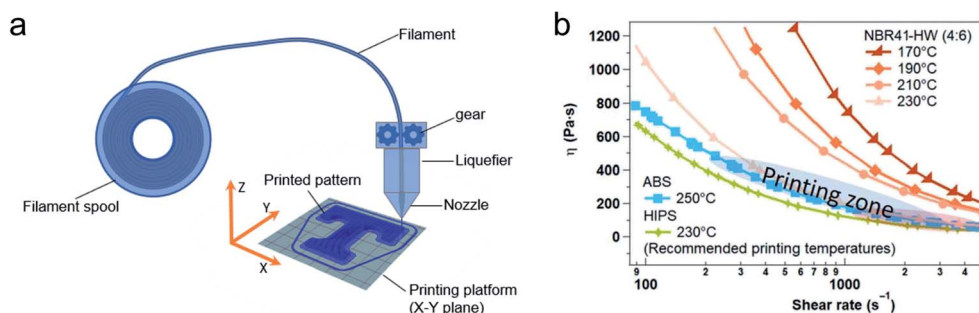 a
Filament
gear
Liquefier
Nozzle
Filament spool
Printed pattern
Z
Y
X
Printing platform
(X-Y plane)
b
η (Pa·s)
1200
1000
800
600
400
200
0
NBR41-HW (4:6)
170°C
190°C
210°C
230°C
Printing zone
ABS
250°C
HIPS
230°C
(Recommended printing temperatures)
9 2 3 4 5 6 7 8 9 2 3 4
100 1000
Shear rate (s⁻¹)